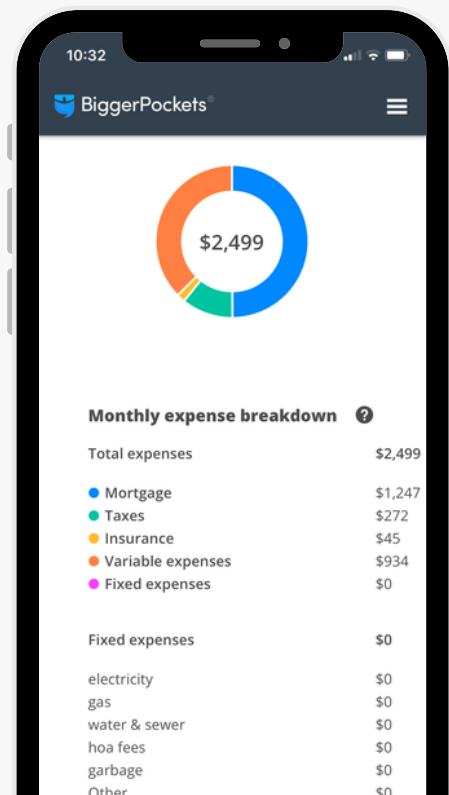 10:32
BiggerPockets®
$2,499
Monthly expense breakdown ?
Total expenses $2,499
Mortgage $1,247
Taxes $272
Insurance $45
Variable expenses $934
Fixed expenses $0
Fixed expenses $0
electricity $0
gas $0
water & sewer $0
hoa fees $0
garbage $0
Other $0